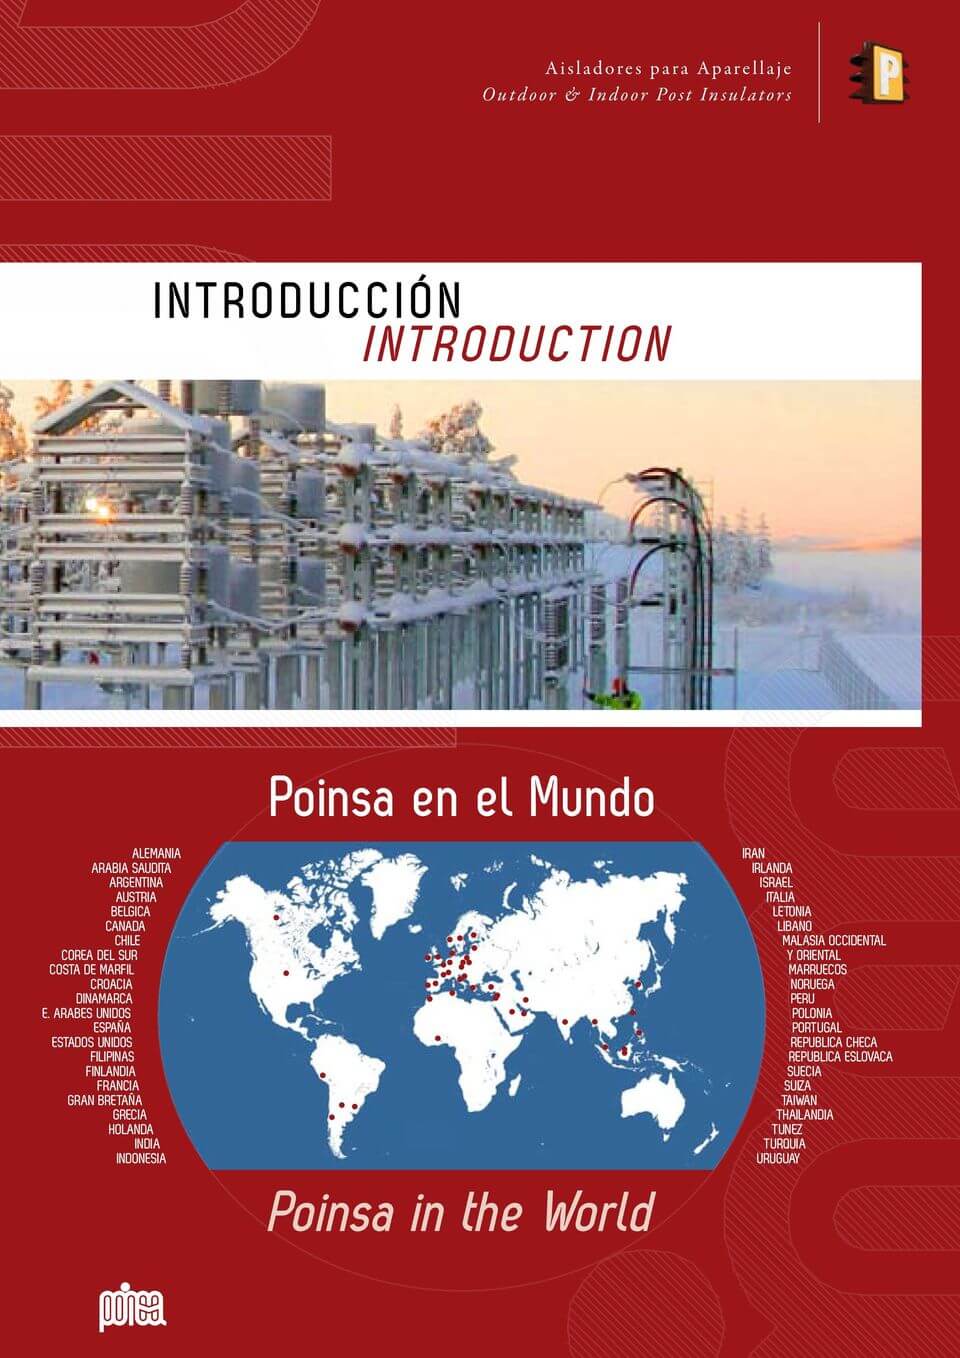 Aisladores para Aparellaje
Outdoor & Indoor Post Insulators
P
INTRODUCCIÓN
INTRODUCTION
Poinsa en el Mundo
ALEMANIA
ARABIA SAUDITA
ARGENTINA
AUSTRIA
BELGICA
CANADA
CHILE
COREA DEL SUR
COSTA DE MARFIL
CROACIA
DINAMARCA
E. ARABES UNIDOS
ESPAÑA
ESTADOS UNIDOS
FILIPINAS
FINLANDIA
FRANCIA
GRAN BRETAÑA
GRECIA
HOLANDA
INDIA
INDONESIA
IRAN
IRLANDA
ISRAEL
ITALIA
LETONIA
LIBANO
MALASIA OCCIDENTAL
Y ORIENTAL
MARRUECOS
NORUEGA
PERU
POLONIA
PORTUGAL
REPUBLICA CHECA
REPUBLICA ESLOVACA
SUECIA
SUIZA
TAIWAN
THAILANDIA
TUNEZ
TURQUIA
URUGUAY
Poinsa in the World
poinsa